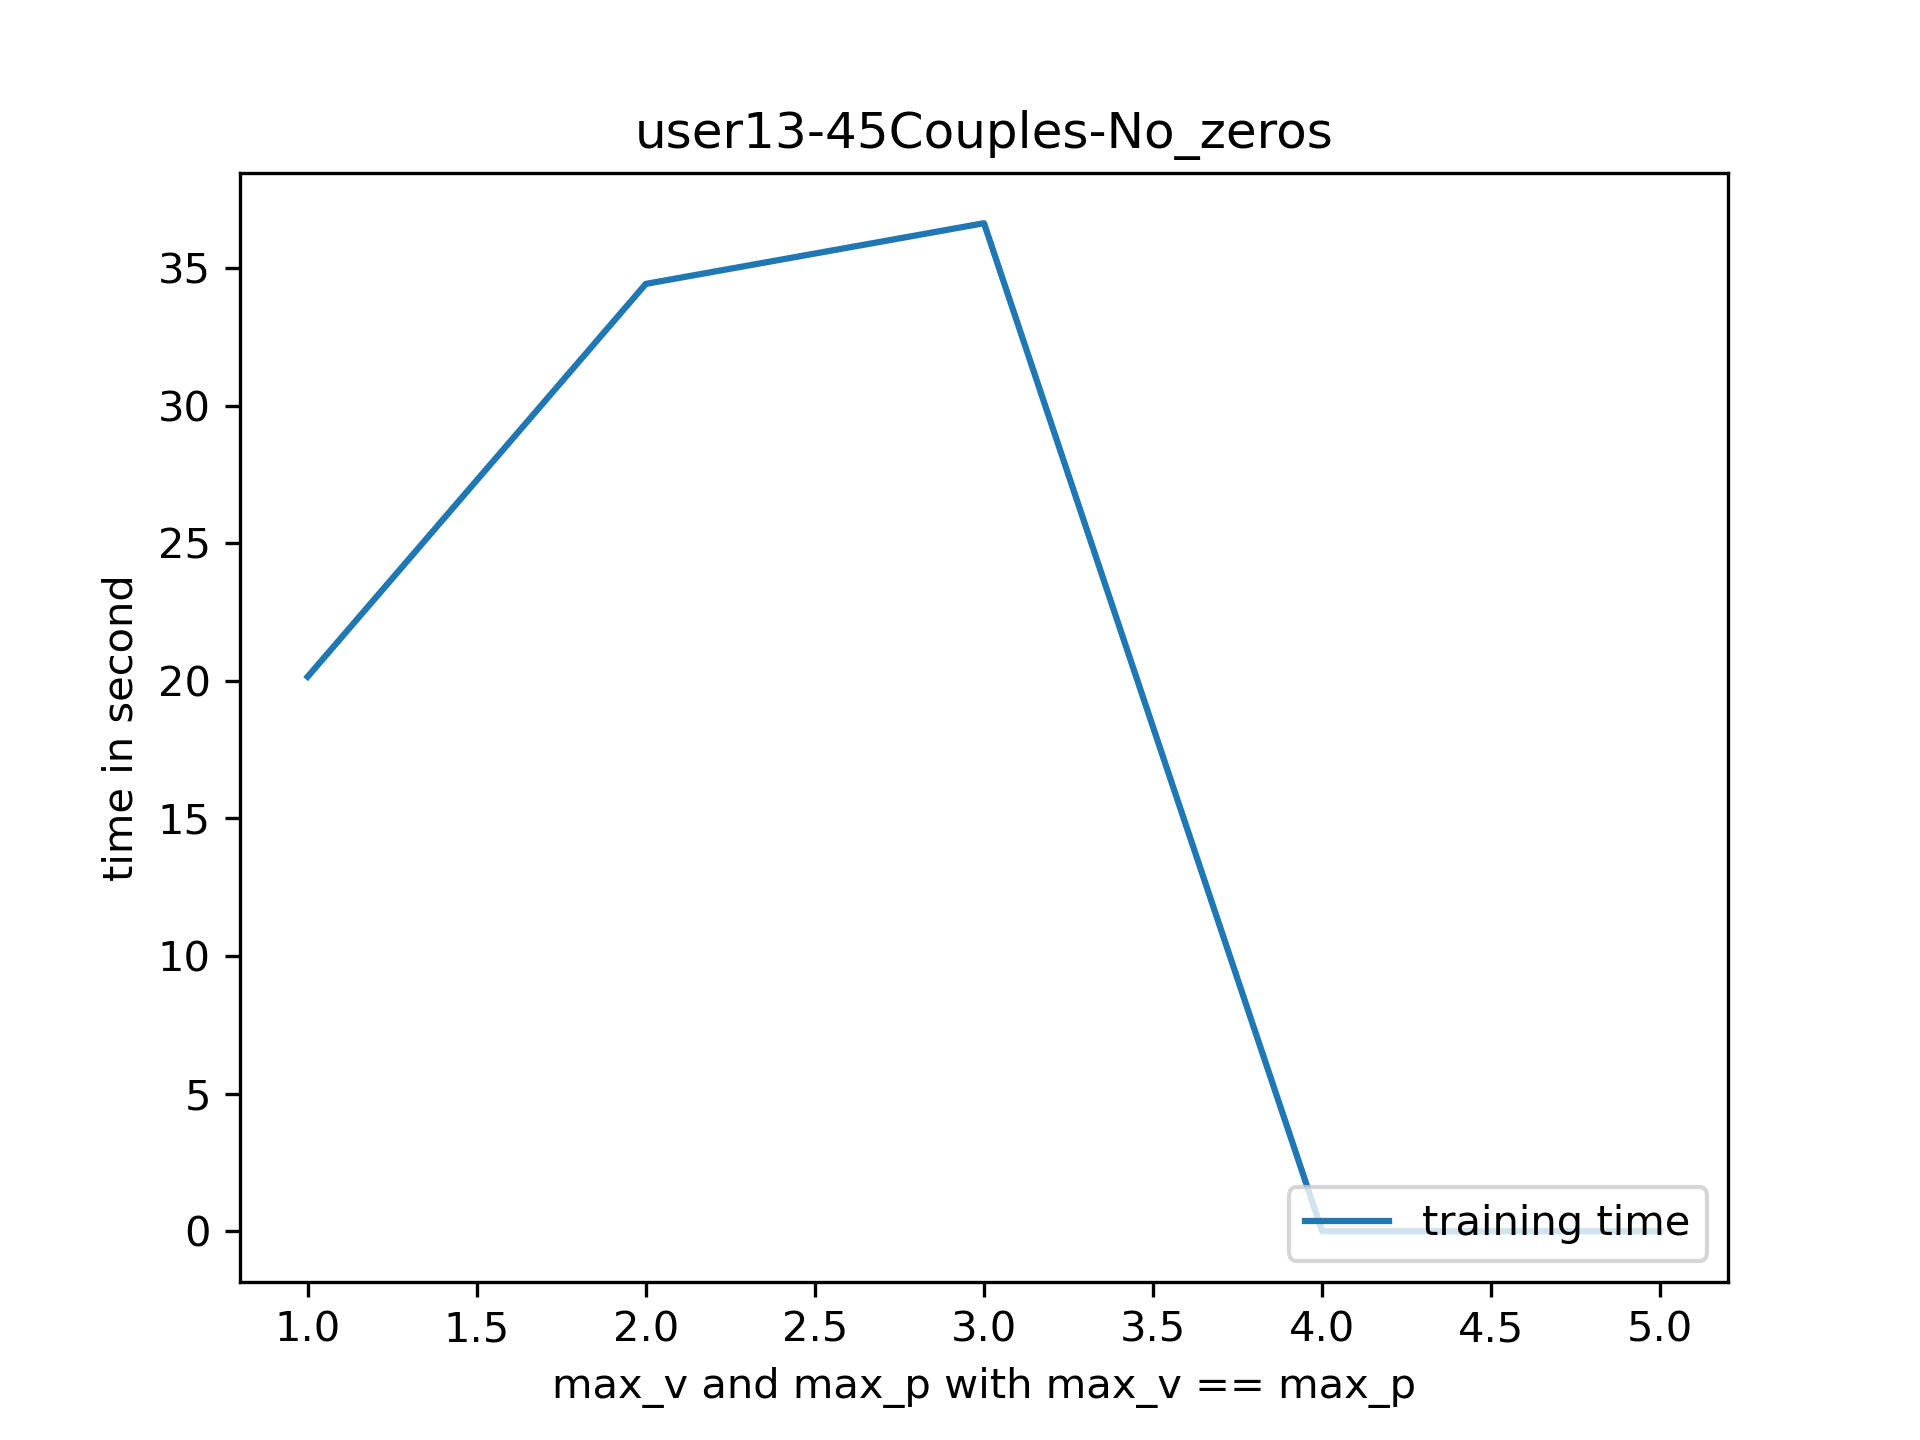 user13-45Couples-No_zeros
35
30
25
20
15
10
5
0
time in second
training time
1.0 1.5 2.0 2.5 3.0 3.5 4.0 4.5 5.0
max_v and max_p with max_v == max_p